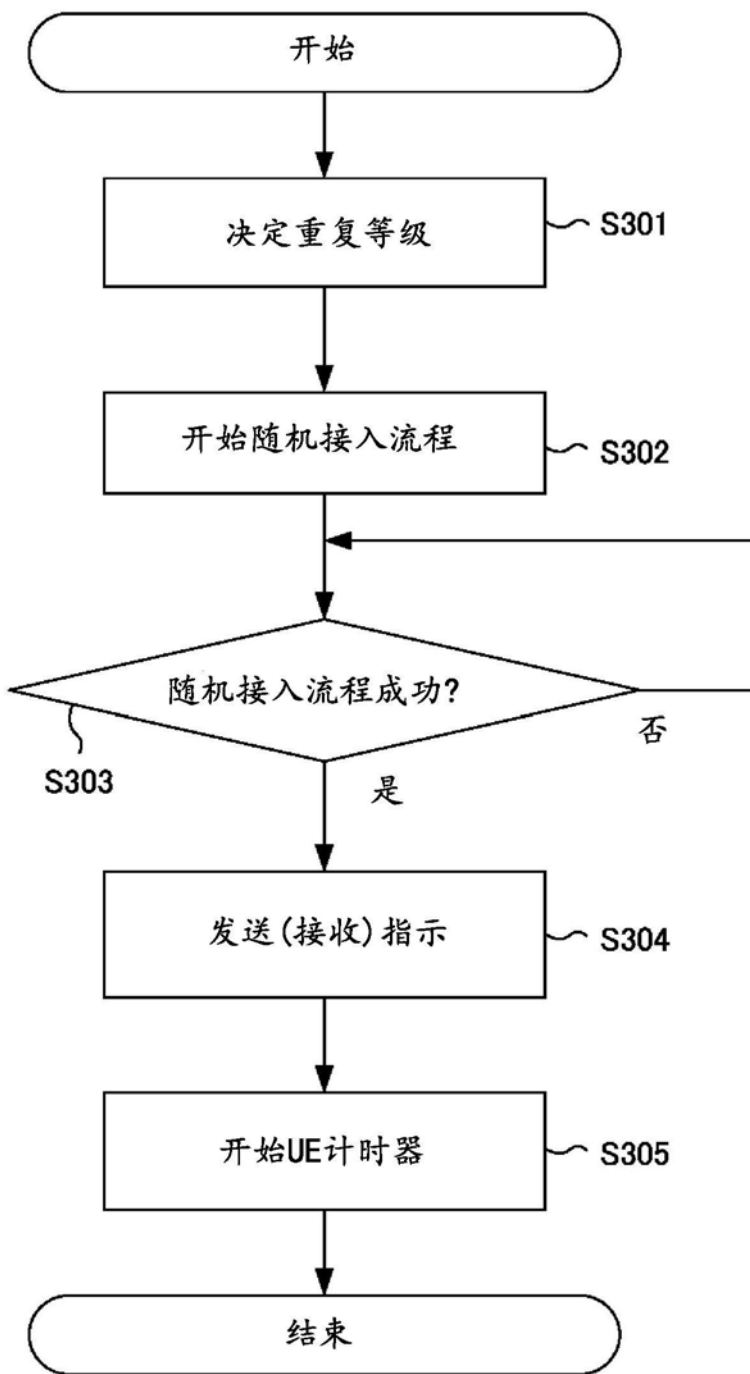 开始
决定重复等级
S301
开始随机接入流程
S302
随机接入流程成功?
否
S303
是
发送(接收)指示
S304
开始UE计时器
S305
结束